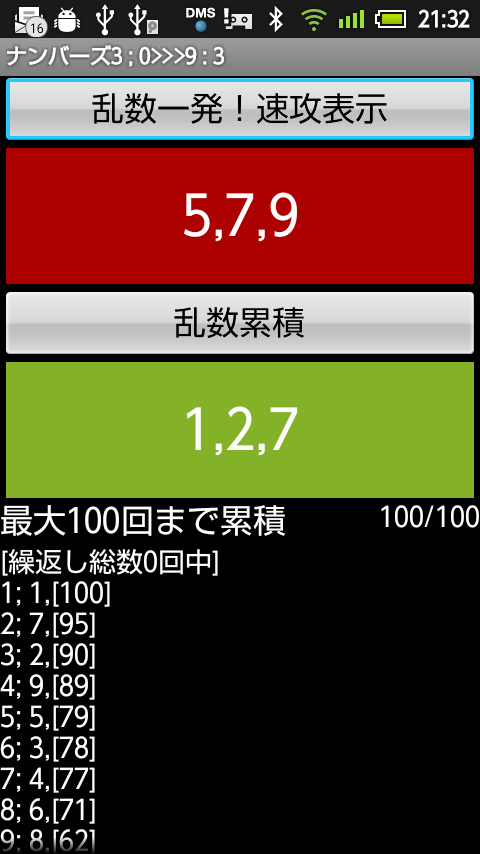 16 DMS 21:32
ナンバーズ3 ; 0>>>9 : 3
乱数一発！速攻表示
5,7,9
乱数累積
1,2,7
最大100回まで累積 100/100
[繰返し総数0回中]
1; 1,[100]
2; 7,[95]
3; 2,[90]
4; 9,[89]
5; 5,[79]
6; 3,[78]
7; 4,[77]
8; 6,[71]
9; 8,[62]